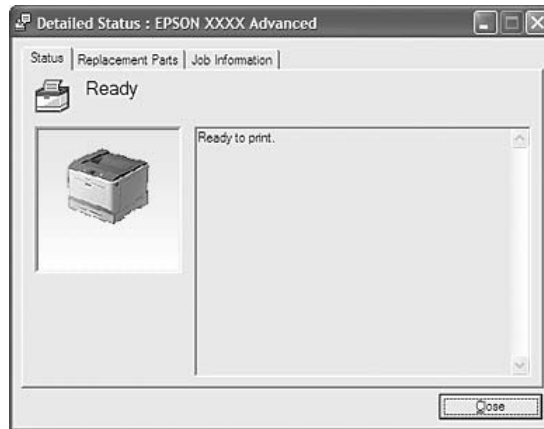 Detailed Status : EPSON XXXX Advanced
Status Replacement Parts Job Information
Ready
Ready to print.
Close